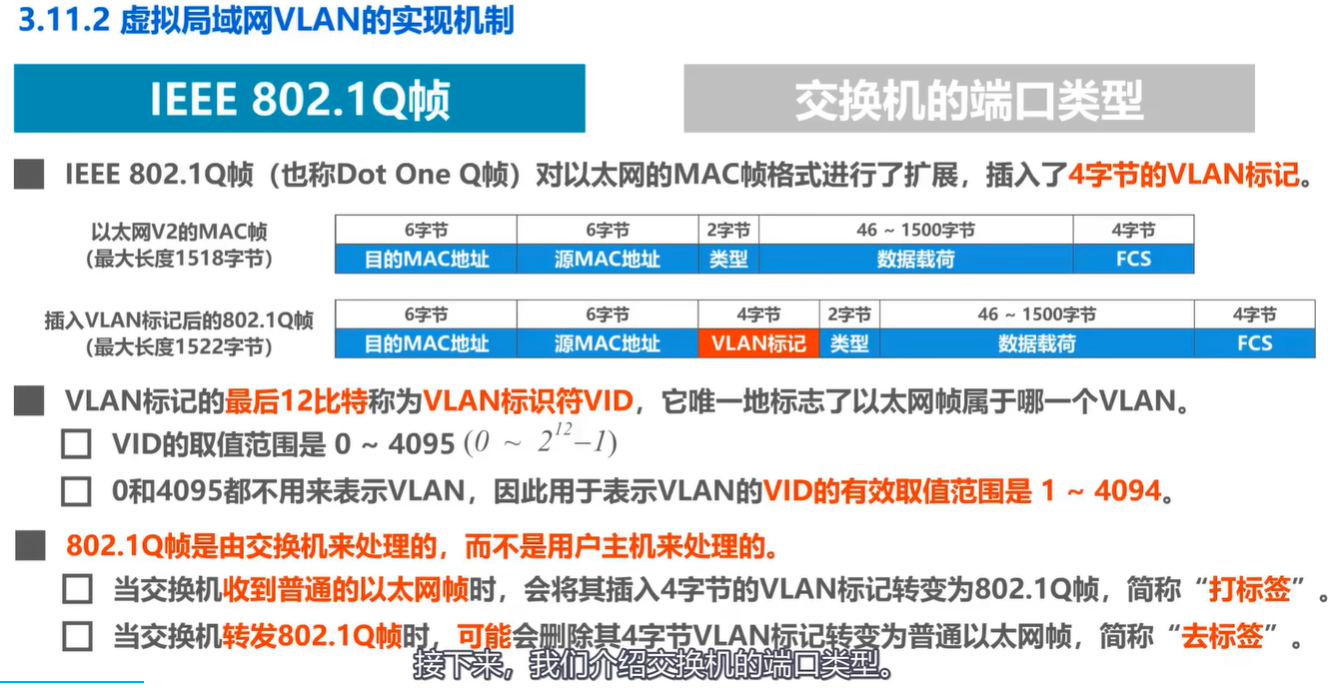 3.11.2 虚拟局域网VLAN的实现机制
IEEE 802.1Q帧
交换机的端口类型
IEEE 802.1Q帧（也称Dot One Q帧）对以太网的MAC帧格式进行了扩展，插入了4字节的VLAN标记。
以太网V2的MAC帧
(最大长度1518字节)
6字节 6字节 2字节 46 ~ 1500字节 4字节
目的MAC地址 源MAC地址 类型 数据载荷 FCS
插入VLAN标记后的802.1Q帧
(最大长度1522字节)
6字节 6字节 4字节 2字节 46 ~ 1500字节 4字节
目的MAC地址 源MAC地址 VLAN标记 类型 数据载荷 FCS
VLAN标记的最后12比特称为VLAN标识符VID，它唯一地标志了以太网帧属于哪一个VLAN。
VID的取值范围是 0 ~ 4095 (0 ~ 2^12–1)
0和4095都不用来表示VLAN，因此用于表示VLAN的VID的有效取值范围是 1 ~ 4094。
802.1Q帧是由交换机来处理的，而不是用户主机来处理的。
当交换机收到普通的以太网帧时，会将其插入4字节的VLAN标记转变为802.1Q帧，简称“打标签”。
当交换机转发802.1Q帧时，可能会删除其4字节VLAN标记转变为普通以太网帧，简称“去标签”。
接下来，我们介绍交换机的端口类型。